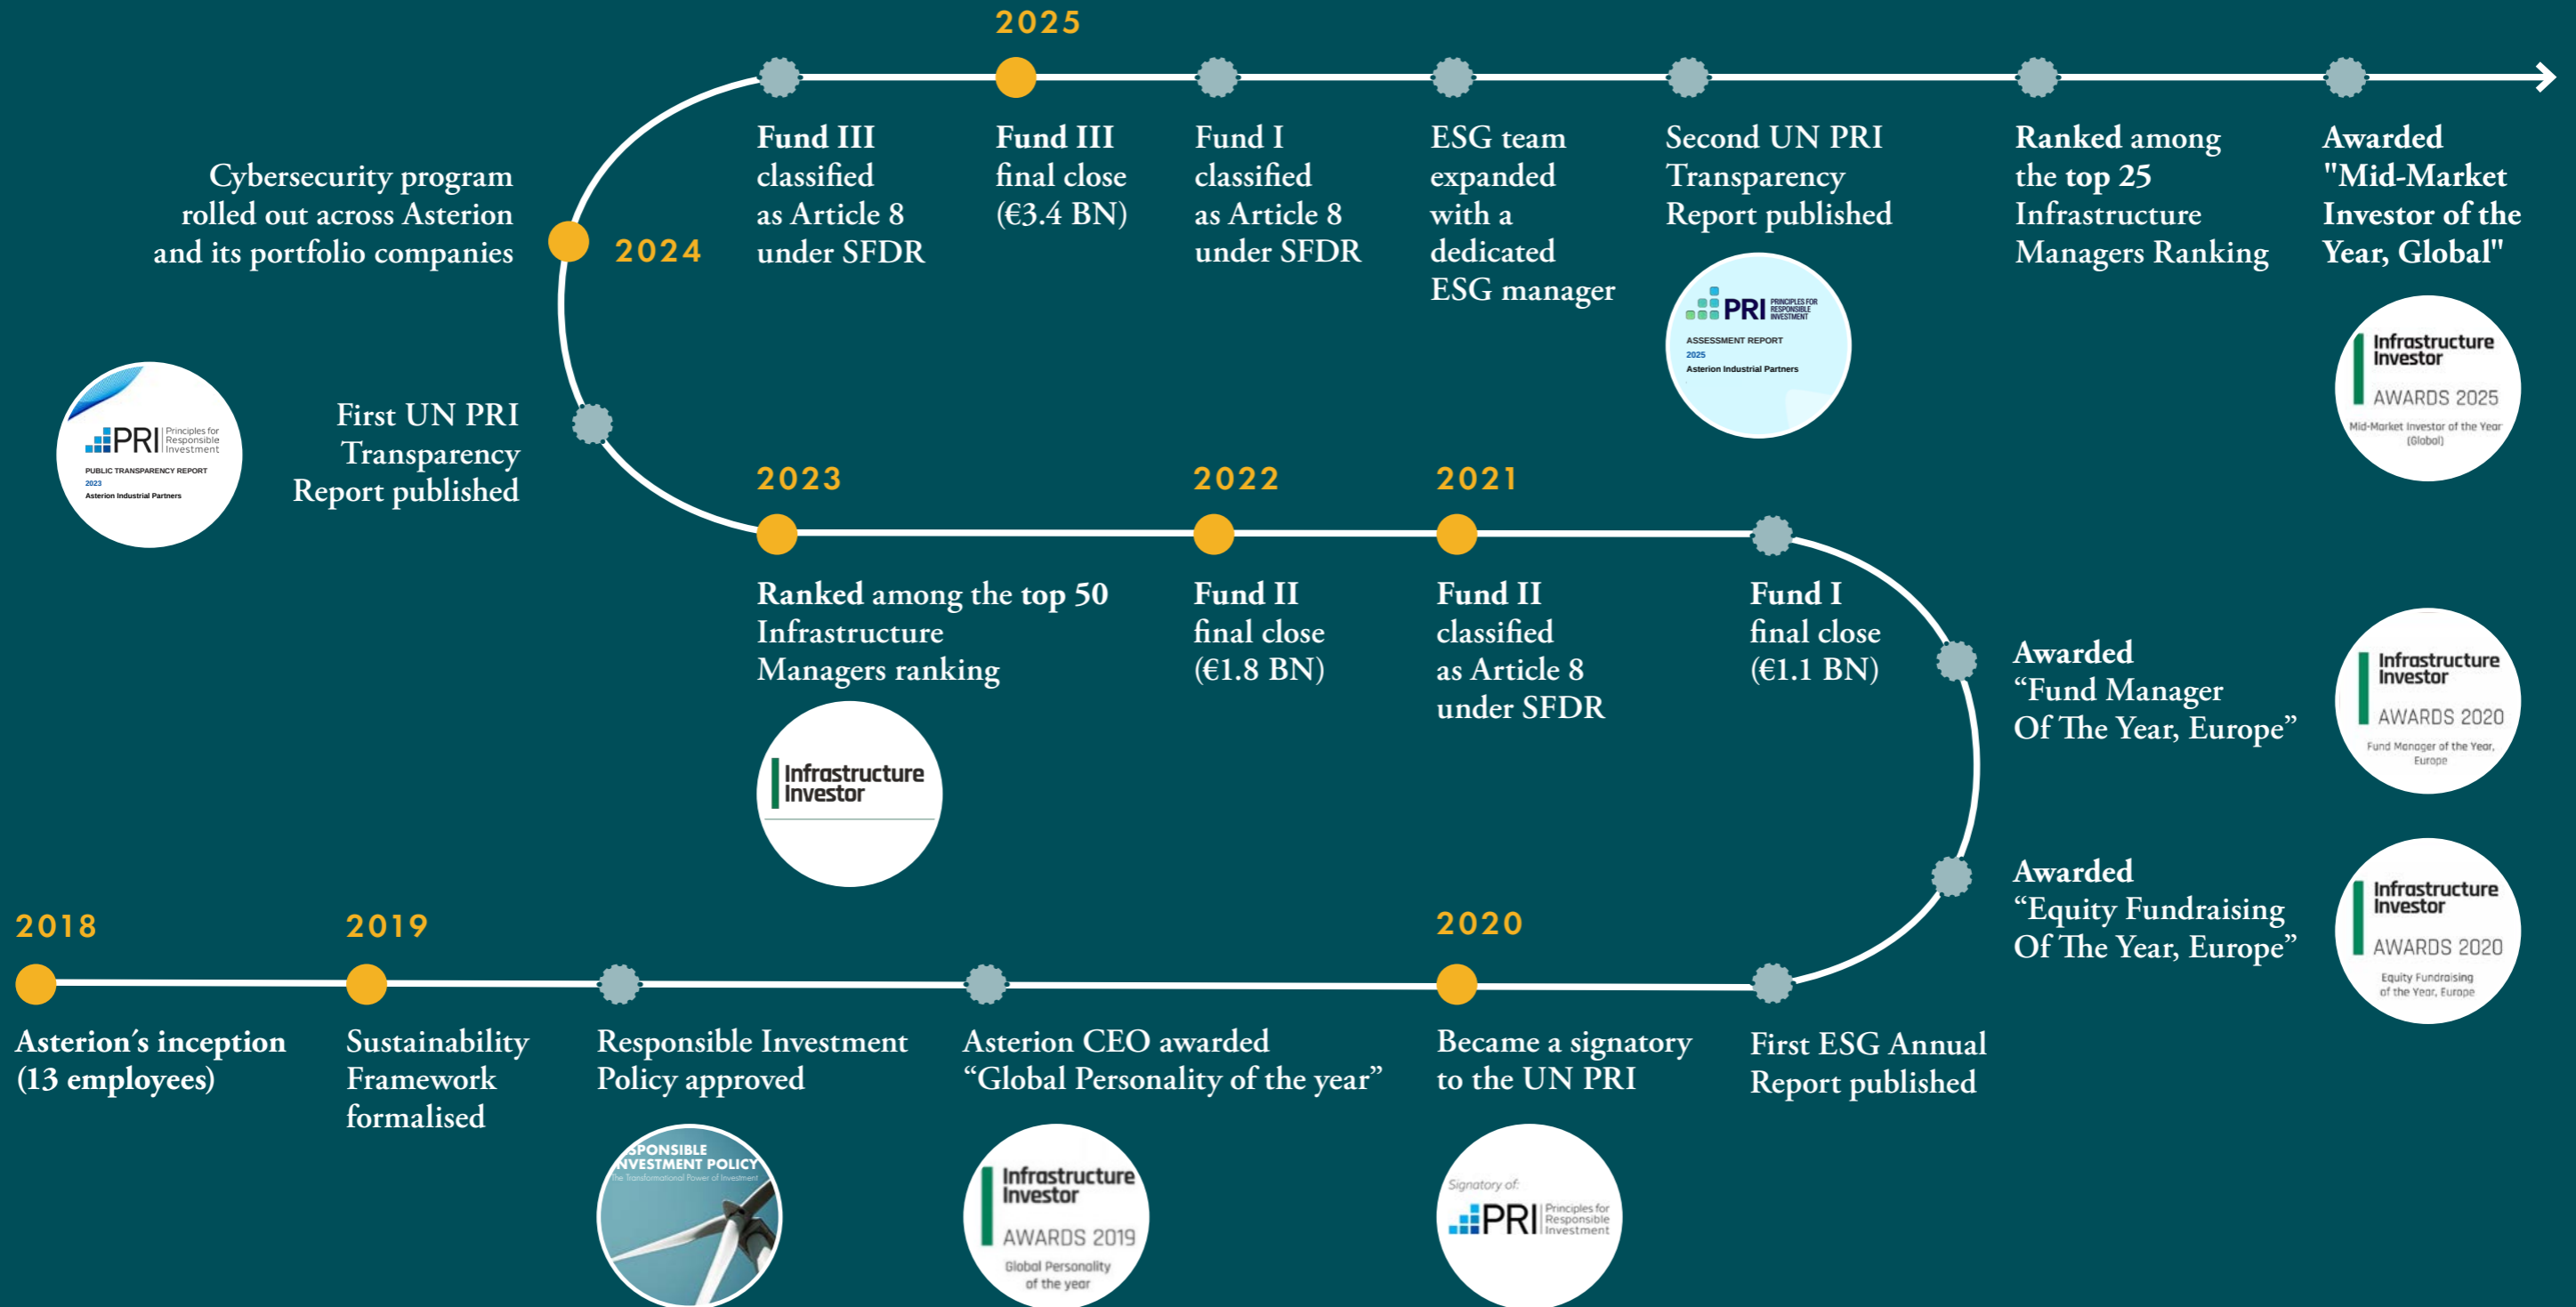 2025
Fund III
classified
as Article 8
under SFDR
Fund III
final close
(€3.4 BN)
Fund I
classified
as Article 8
under SFDR
ESG team
expanded
with a
dedicated
ESG manager
Second UN PRI
Transparency
Report published
PRI PRINCIPLES FOR
RESPONSIBLE
INVESTMENT
ASSESSMENT REPORT
2025
Asterion Industrial Partners
Ranked among
the top 25
Infrastructure
Managers Ranking
Awarded
"Mid-Market
Investor of the
Year, Global"
Infrastructure
Investor
AWARDS 2025
Mid-Market Investor of the Year
(Global)
Cybersecurity program
rolled out across Asterion
and its portfolio companies
2024
PRI Principles for
Responsible
Investment
PUBLIC TRANSPARENCY REPORT
2023
Asterion Industrial Partners
First UN PRI
Transparency
Report published
2023
Ranked among the top 50
Infrastructure
Managers ranking
Infrastructure
Investor
2022
Fund II
final close
(€1.8 BN)
2021
Fund II
classified
as Article 8
under SFDR
Fund I
final close
(€1.1 BN)
Awarded
“Fund Manager
Of The Year, Europe”
Infrastructure
Investor
AWARDS 2020
Fund Manager of the Year,
Europe
Awarded
“Equity Fundraising
Of The Year, Europe”
Infrastructure
Investor
AWARDS 2020
Equity Fundraising
of the Year, Europe
2018
Asterion´s inception
(13 employees)
2019
Sustainability
Framework
formalised
Responsible Investment
Policy approved
SPONSIBLE
NVESTMENT POLICY
The Transformational Power of Investment
Asterion CEO awarded
“Global Personality of the year”
Infrastructure
Investor
AWARDS 2019
Global Personality
of the year
2020
Became a signatory
to the UN PRI
Signatory of:
PRI Principles for
Responsible
Investment
First ESG Annual
Report published